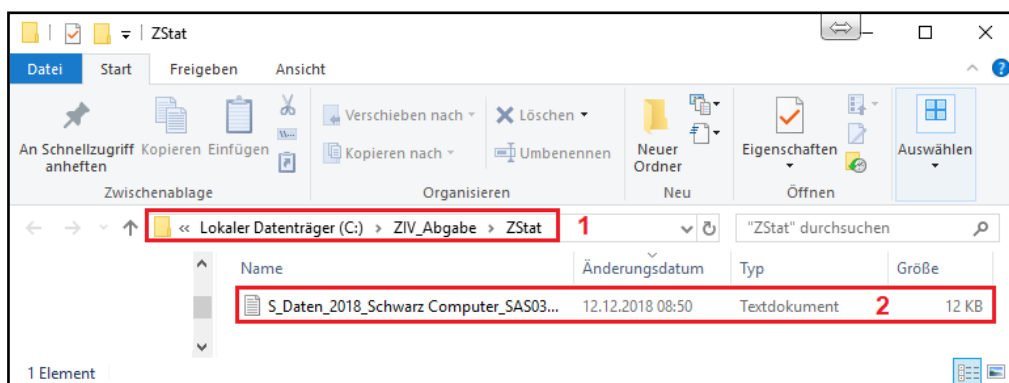 ZStat
Datei Start Freigeben Ansicht
An Schnellzugriff anheften
Kopieren
Einfügen
Zwischenablage
Verschieben nach
Kopieren nach
Löschen
Umbenennen
Organisieren
Neuer Ordner
Neu
Eigenschaften
Öffnen
Auswählen
« Lokaler Datenträger (C:) > ZIV_Abgabe > ZStat 1
"ZStat" durchsuchen
Name Änderungsdatum Typ Größe
S_Daten_2018_Schwarz Computer_SAS03... 12.12.2018 08:50 Textdokument 2 12 KB
1 Element